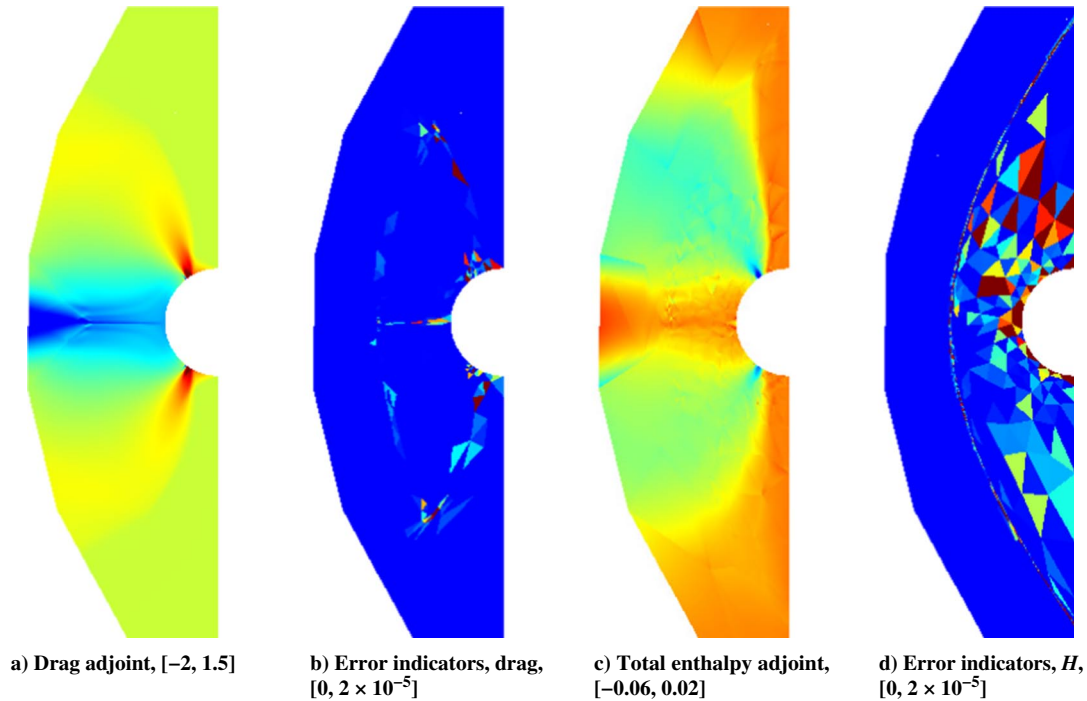 a) Drag adjoint, [−2, 1.5]
b) Error indicators, drag,
[0, 2 × 10⁻⁵]
c) Total enthalpy adjoint,
[−0.06, 0.02]
d) Error indicators, H,
[0, 2 × 10⁻⁵]